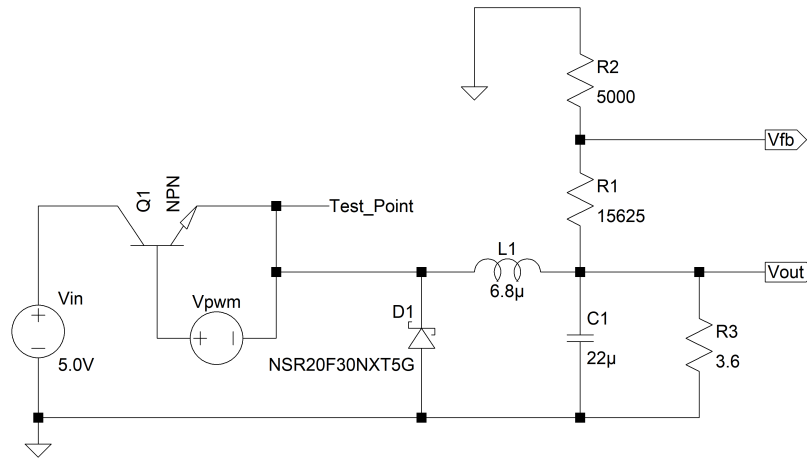 R2
5000
Vfb
Q1
NPN
R1
15625
Test_Point
L1
6.8µ
Vout
Vin
+
5.0V
Vpwm
+
D1
NSR20F30NXT5G
C1
22µ
R3
3.6